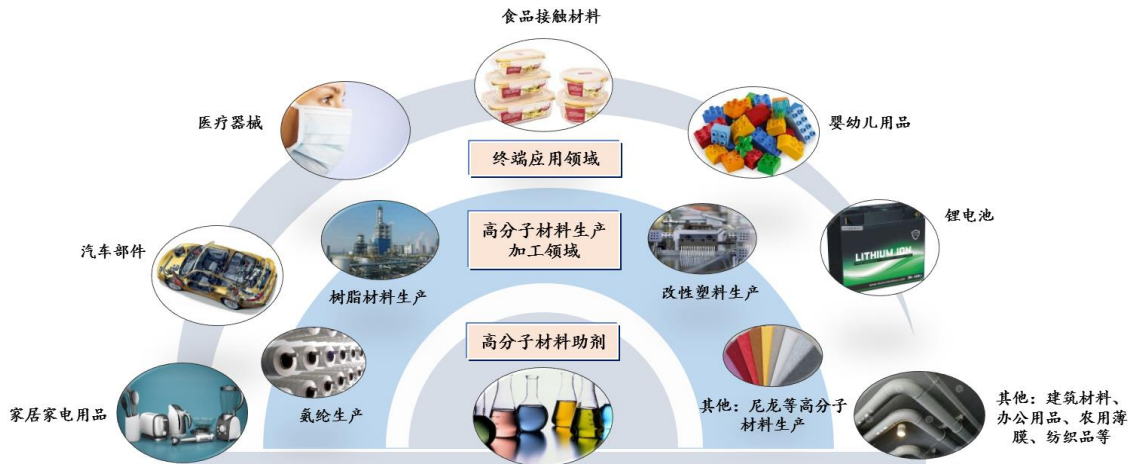 食品接触材料
医疗器械
婴幼儿用品
终端应用领域
汽车部件
高分子材料生产
加工领域
锂电池
LITHIUM ION
树脂材料生产
改性塑料生产
高分子材料助剂
家居家电用品
氨纶生产
其他：尼龙等高分子
材料生产
其他：建筑材料、
办公用品、农用薄
膜、纺织品等